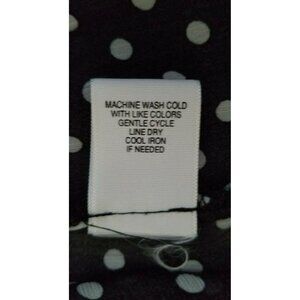 MACHINE WASH COLD
WITH LIKE COLORS
GENTLE CYCLE
LINE DRY
COOL IRON
IF NEEDED